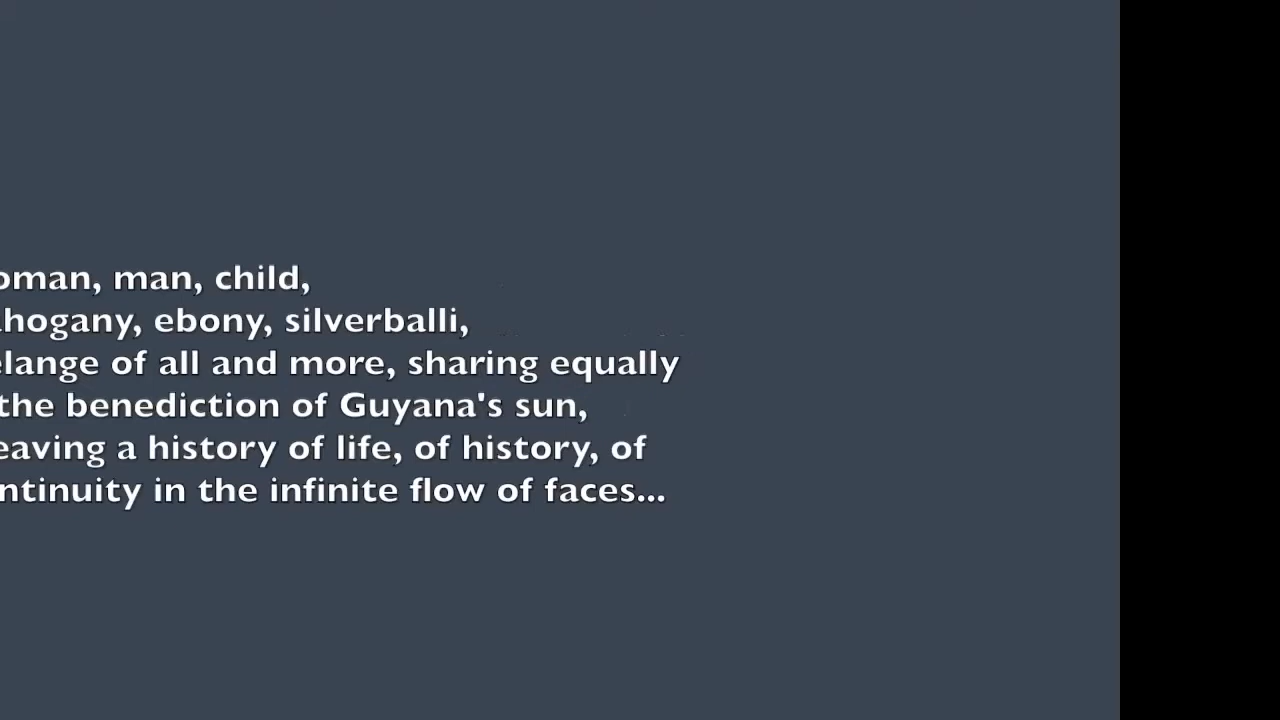 oman, man, child,
hogany, ebony, silverballi,
lange of all and more, sharing equally
the benediction of Guyana's sun,
eaving a history of life, of history, of
ntinuity in the infinite flow of faces...